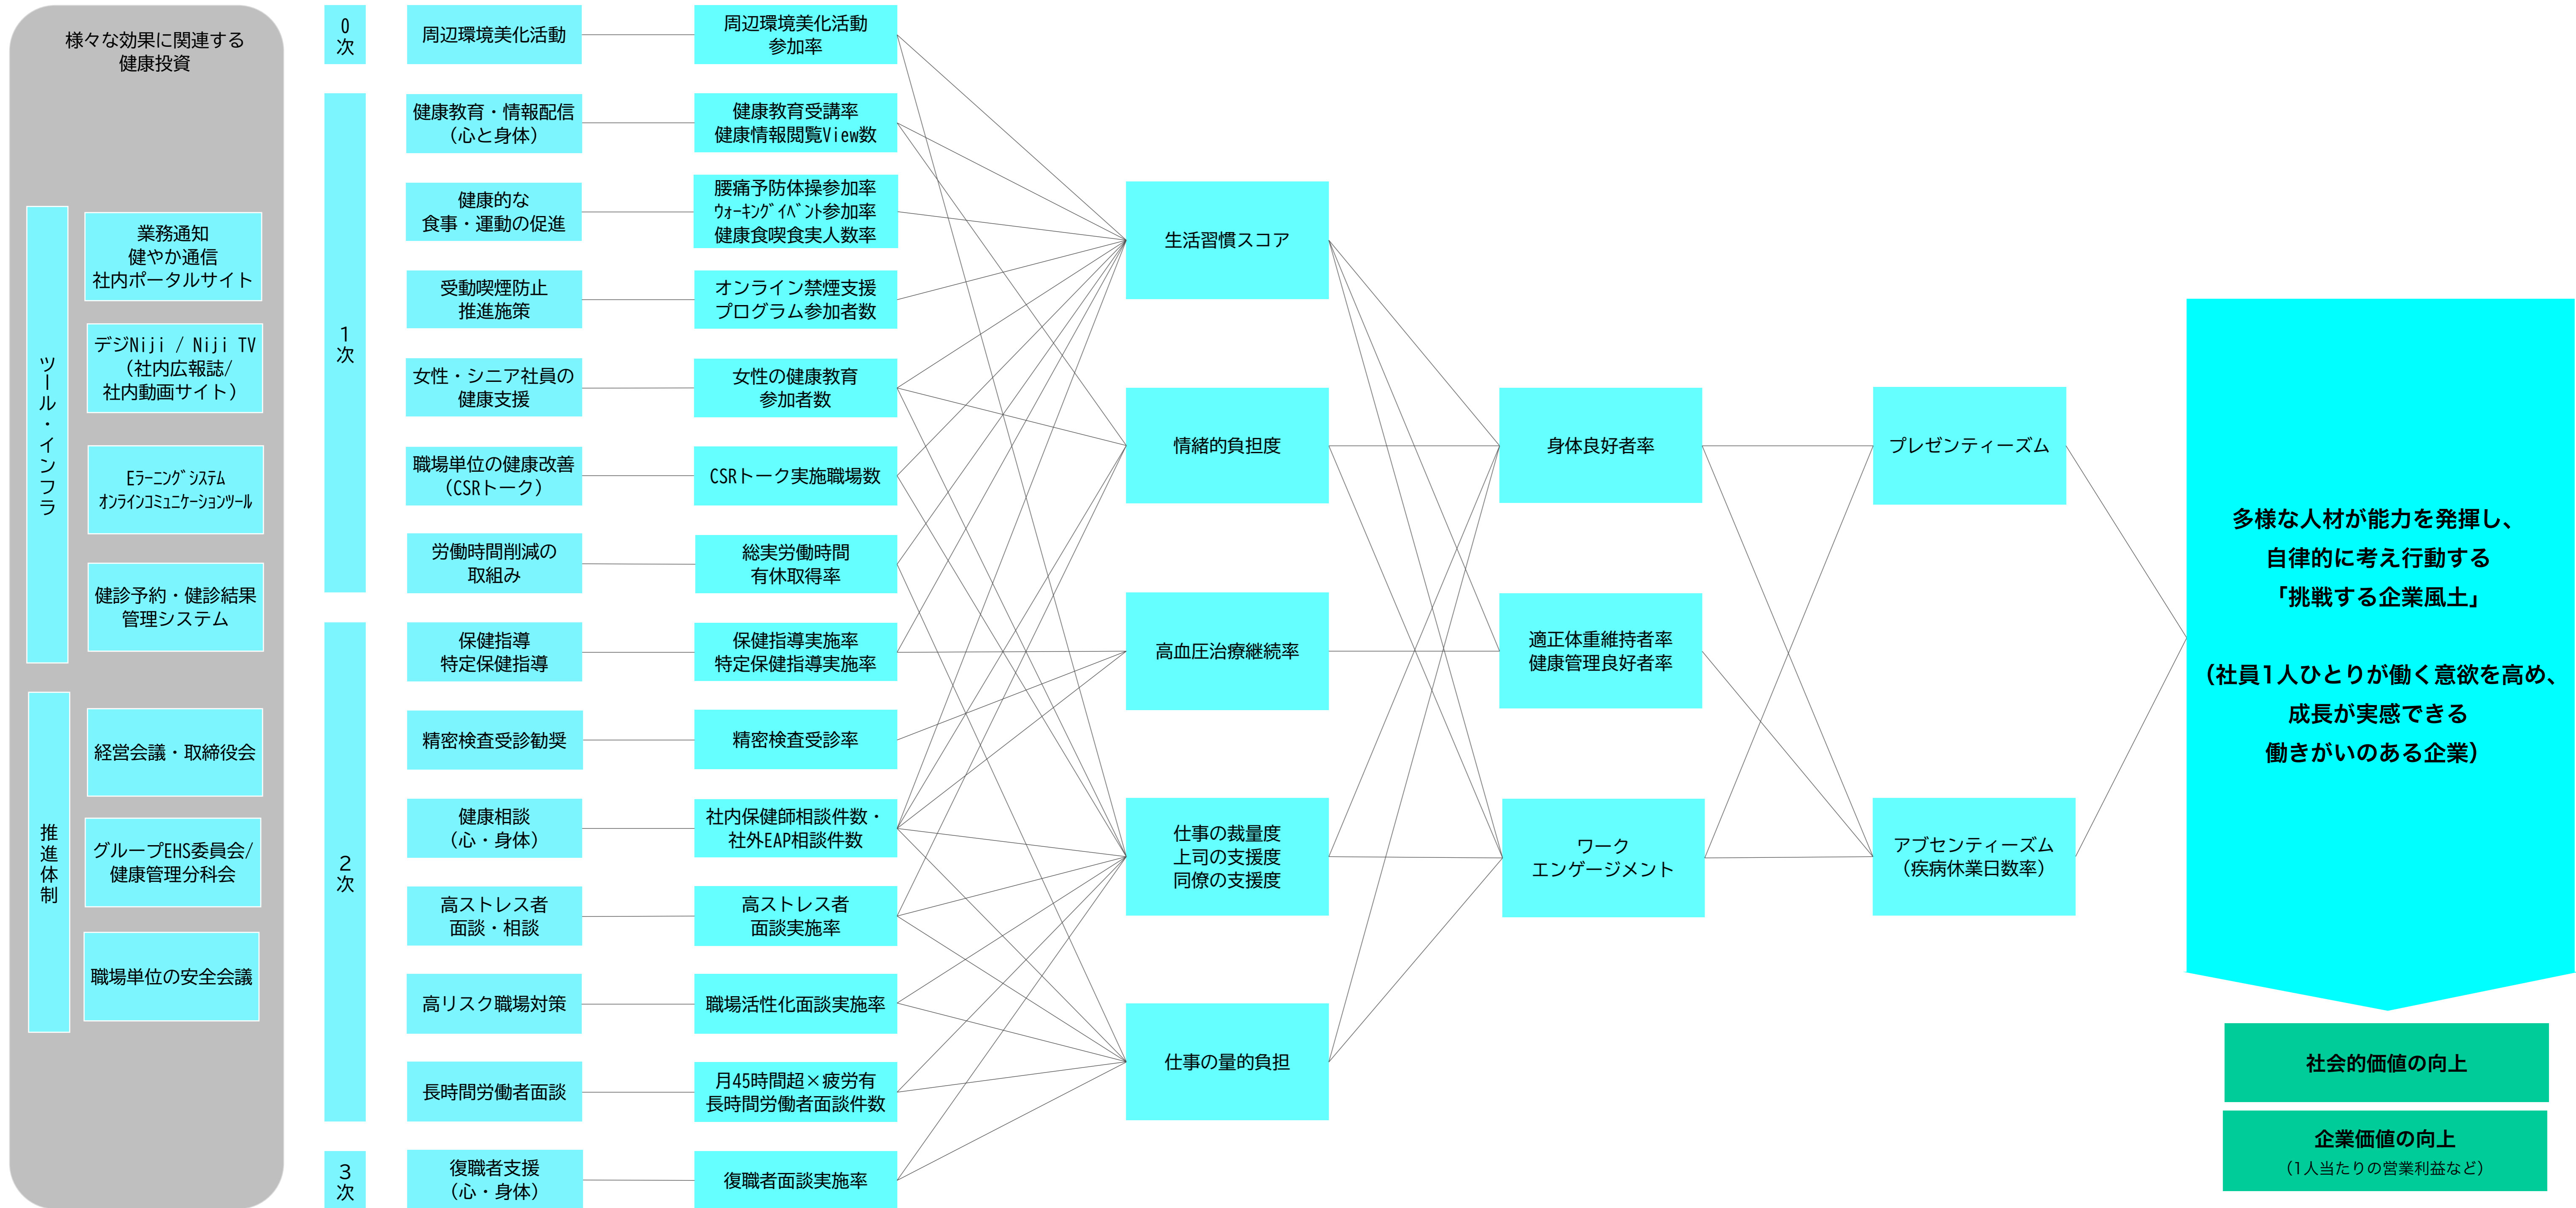 様々な効果に関連する
健康投資
ツール・インフラ
業務通知
健やか通信
社内ポータルサイト
デジNiji / Niji TV
（社内広報誌/
社内動画サイト）
Eﾗｰﾆﾝｸﾞｼｽﾃﾑ
ｵﾝﾗｲﾝｺﾐｭﾆｹｰｼｮﾝﾂｰﾙ
健診予約・健診結果
管理システム
推進体制
経営会議・取締役会
グループEHS委員会/
健康管理分科会
職場単位の安全会議
0次
1次
2次
3次
周辺環境美化活動
健康教育・情報配信
（心と身体）
健康的な
食事・運動の促進
受動喫煙防止
推進施策
女性・シニア社員の
健康支援
職場単位の健康改善
（CSRトーク）
労働時間削減の
取組み
保健指導
特定保健指導
精密検査受診勧奨
健康相談
（心・身体）
高ストレス者
面談・相談
高リスク職場対策
長時間労働者面談
復職者支援
（心・身体）
周辺環境美化活動
参加率
健康教育受講率
健康情報閲覧View数
腰痛予防体操参加率
ｳｫｰｷﾝｸﾞｲﾍﾞﾝﾄ参加率
健康食喫食実人数率
オンライン禁煙支援
プログラム参加者数
女性の健康教育
参加者数
CSRトーク実施職場数
総実労働時間
有休取得率
保健指導実施率
特定保健指導実施率
精密検査受診率
社内保健師相談件数・
社外EAP相談件数
高ストレス者
面談実施率
職場活性化面談実施率
月45時間超×疲労有
長時間労働者面談件数
復職者面談実施率
生活習慣スコア
情緒的負担度
高血圧治療継続率
仕事の裁量度
上司の支援度
同僚の支援度
仕事の量的負担
身体良好者率
適正体重維持者率
健康管理良好者率
ワーク
エンゲージメント
プレゼンティーズム
アブセンティーズム
（疾病休業日数率）
多様な人材が能力を発揮し、
自律的に考え行動する
「挑戦する企業風土」
（社員1人ひとりが働く意欲を高め、
成長が実感できる
働きがいのある企業）
社会的価値の向上
企業価値の向上
（1人当たりの営業利益など）